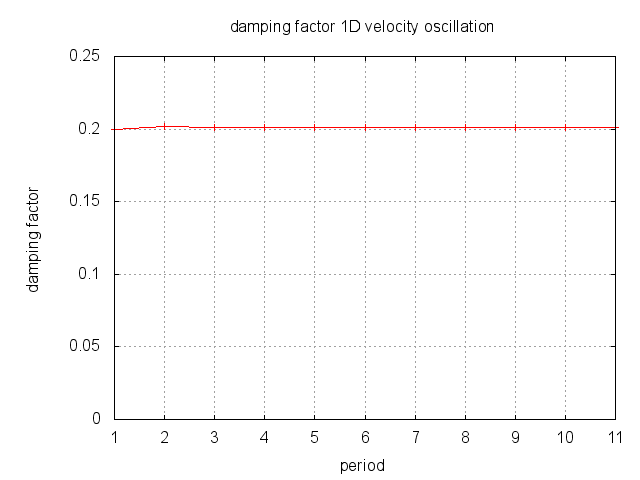 damping factor 1D velocity oscillation
0.25
0.2
0.15
0.1
0.05
0
damping factor
1 2 3 4 5 6 7 8 9 10 11
period